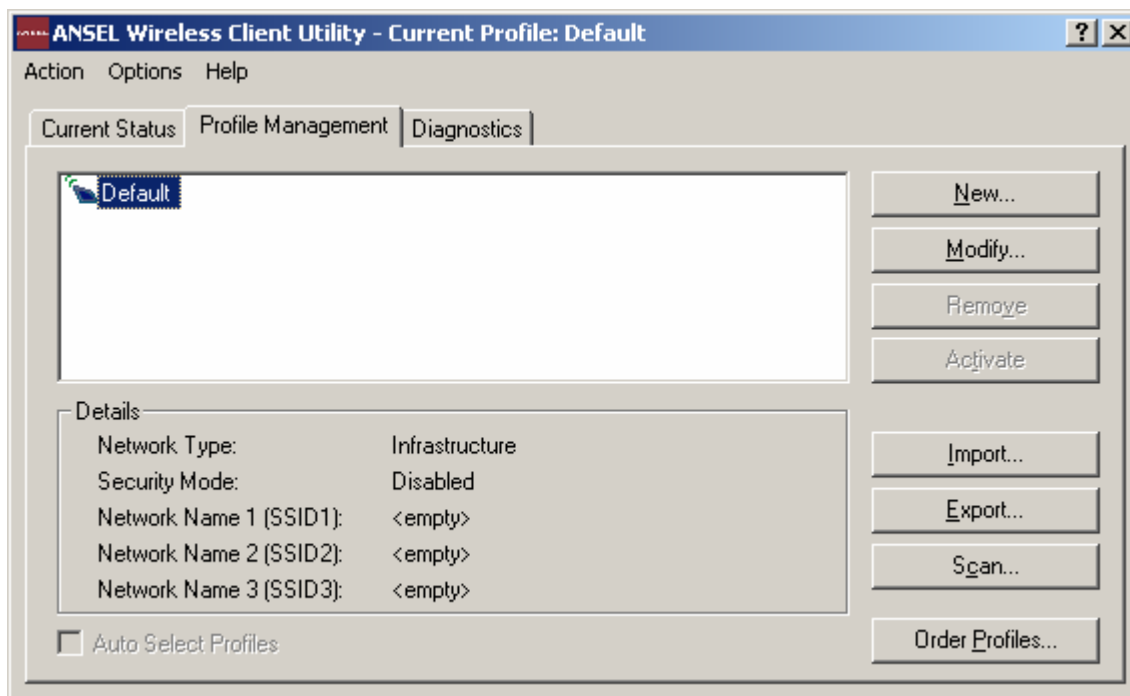 ANSEL Wireless Client Utility - Current Profile: Default
Action Options Help
Current Status Profile Management Diagnostics
Default
New...
Modify...
Remove
Activate
Details
Network Type: Infrastructure
Security Mode: Disabled
Network Name 1 (SSID1): <empty>
Network Name 2 (SSID2): <empty>
Network Name 3 (SSID3): <empty>
Import...
Export...
Scan...
Auto Select Profiles
Order Profiles...